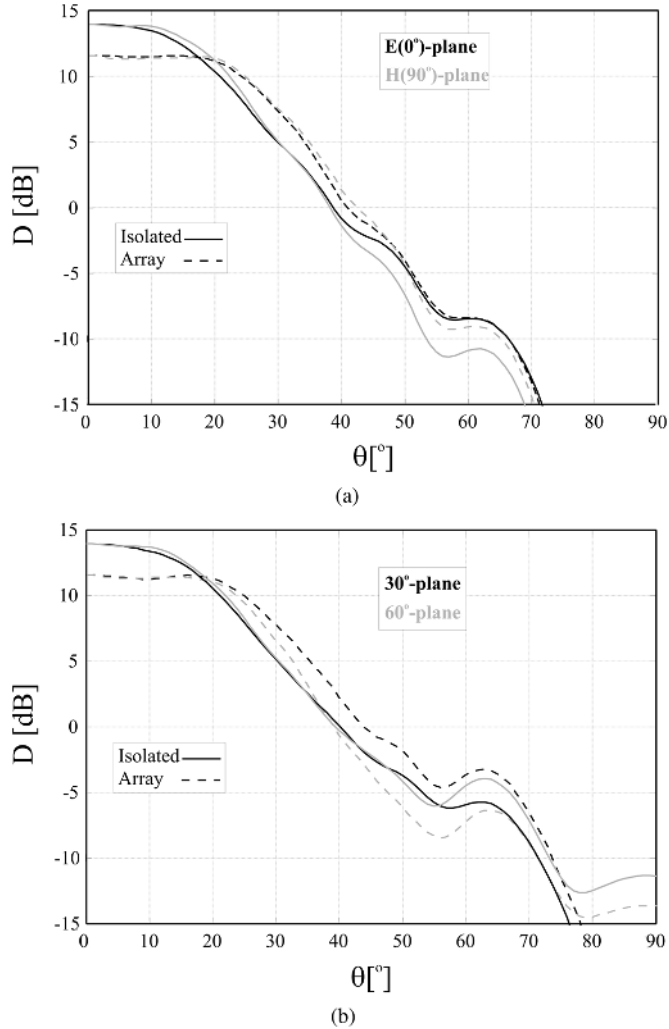 15
10
5
0
-5
-10
-15
D [dB]
E(0°)-plane
H(90°)-plane
Isolated
Array
0 10 20 30 40 50 60 70 80 90
θ[°]
(a)
15
10
5
0
-5
-10
-15
D [dB]
30°-plane
60°-plane
Isolated
Array
0 10 20 30 40 50 60 70 80 90
θ[°]
(b)